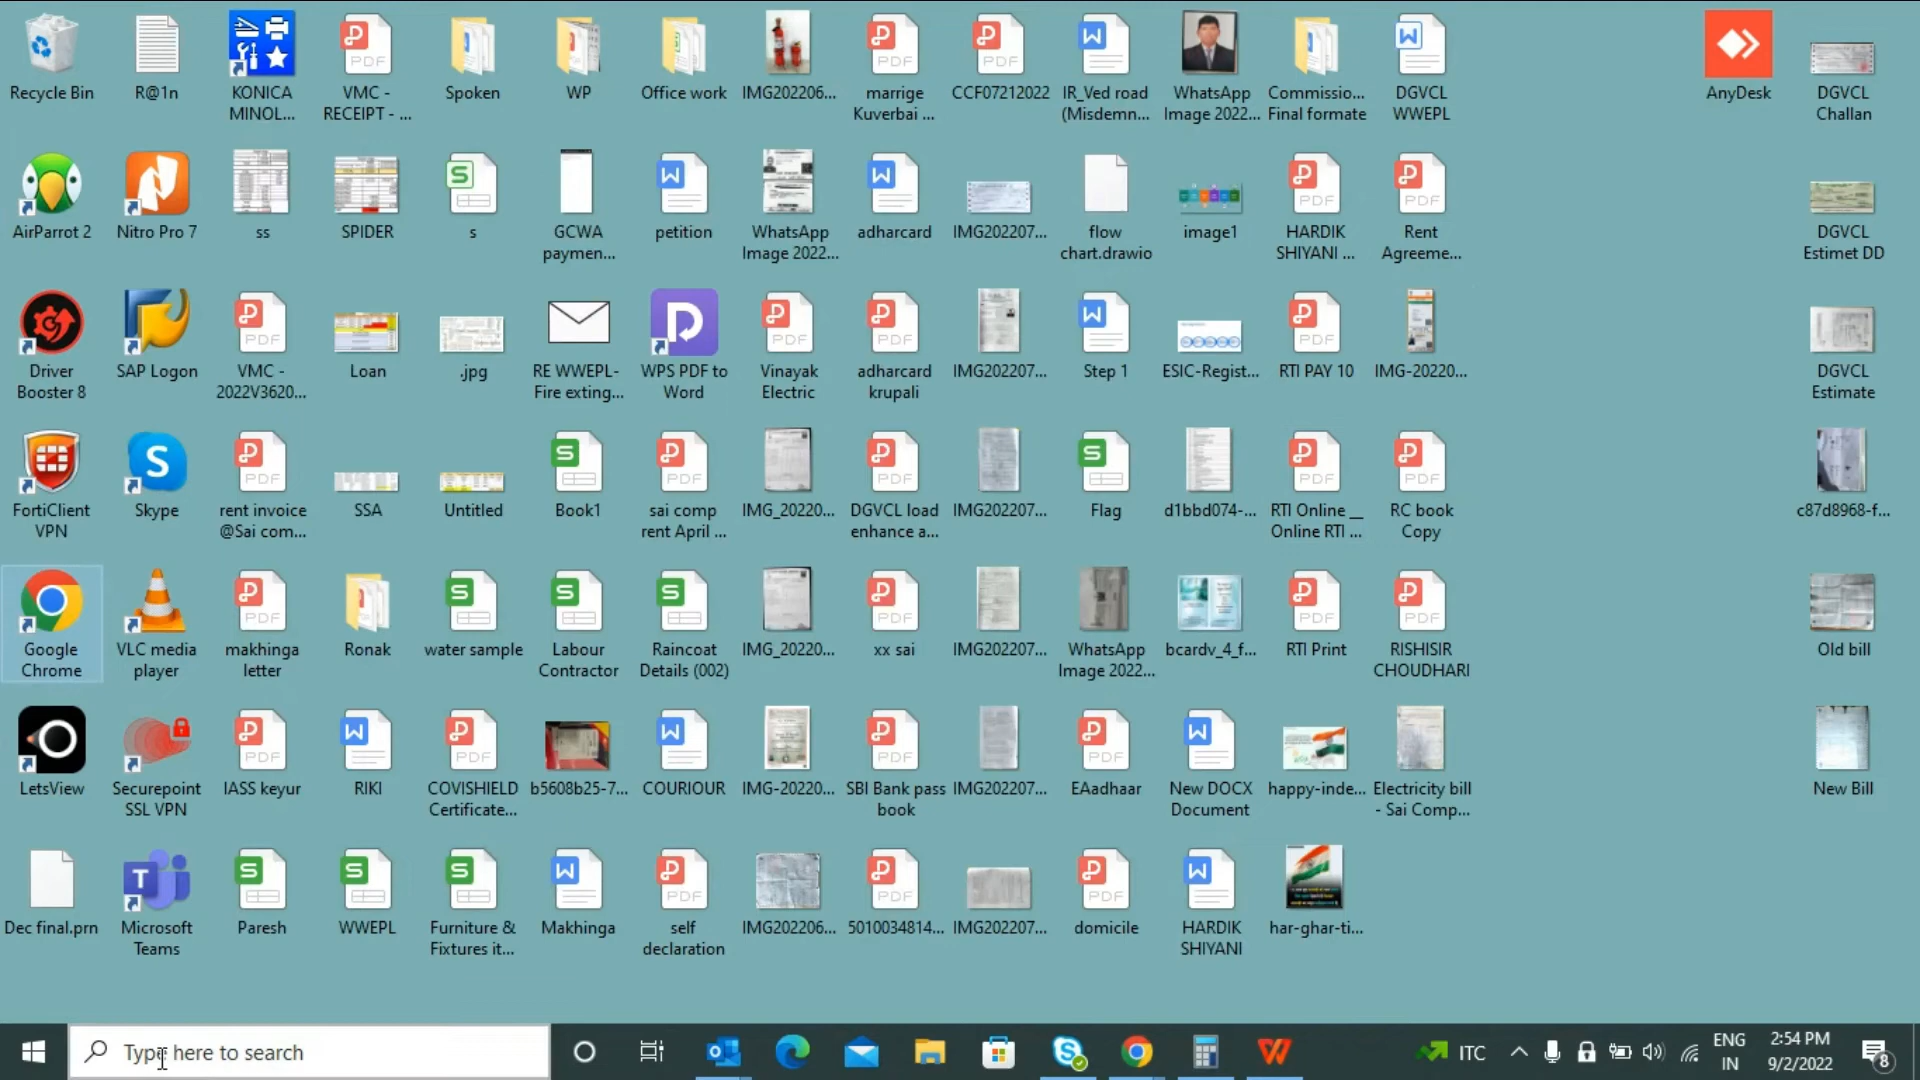 Recycle Bin
R@1n
KONICA
MINOL...
VMC -
RECEIPT - ...
Spoken
WP
Office work
IMG202206...
marrige
Kuverbai ...
CCF07212022
IR_Ved road
(Misdemn...
WhatsApp
Image 2022...
Commissio...
Final formate
DGVCL
WWEPL
AnyDesk
DGVCL
Challan
AirParrot 2
Nitro Pro 7
ss
SPIDER
s
GCWA
paymen...
petition
WhatsApp
Image 2022...
adharcard
IMG202207...
flow
chart.drawio
image1
HARDIK
SHIYANI ...
Rent
Agreeme...
DGVCL
Estimet DD
Driver
Booster 8
SAP Logon
VMC -
2022V3620...
Loan
.jpg
RE WWEPL-
Fire exting...
WPS PDF to
Word
Vinayak
Electric
adharcard
krupali
IMG202207...
Step 1
ESIC-Regist...
RTI PAY 10
IMG-20220...
DGVCL
Estimate
FortiClient
VPN
Skype
rent invoice
@Sai com...
SSA
Untitled
Book1
sai comp
rent April ...
IMG_20220...
DGVCL load
enhance a...
IMG202207...
Flag
d1bbd074-...
RTI Online __
Online RTI ...
RC book
Copy
c87d8968-f...
Google
Chrome
VLC media
player
makhinga
letter
Ronak
water sample
Labour
Contractor
Raincoat
Details (002)
IMG_20220...
xx sai
IMG202207...
WhatsApp
Image 2022...
bcardv_4_f...
RTI Print
RISHISIR
CHOUDHARI
Old bill
LetsView
Securepoint
SSL VPN
IASS keyur
RIKI
COVISHIELD
Certificate...
b5608b25-7...
COURIOUR
IMG-20220...
SBI Bank pass
book
IMG202207...
EAadhaar
New DOCX
Document
happy-inde...
Electricity bill
- Sai Comp...
New Bill
Dec final.prn
Microsoft
Teams
Paresh
WWEPL
Furniture &
Fixtures it...
Makhinga
self
declaration
IMG202206...
5010034814...
IMG202207...
domicile
HARDIK
SHIYANI
har-ghar-ti...
Type here to search
ITC
ENG
IN
2:54 PM
9/2/2022
8